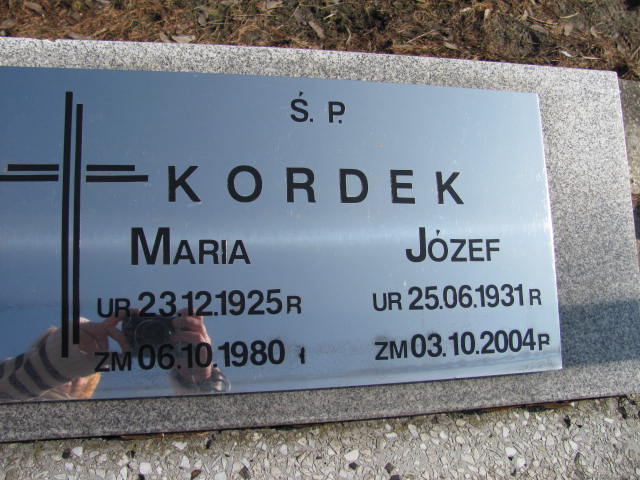 Ś. P.
KORDEK
MARIA JÓZEF
UR 23.12.1925 R UR 25.06.1931 R
ZM 06.10.1980 ZM 03.10.2004 R